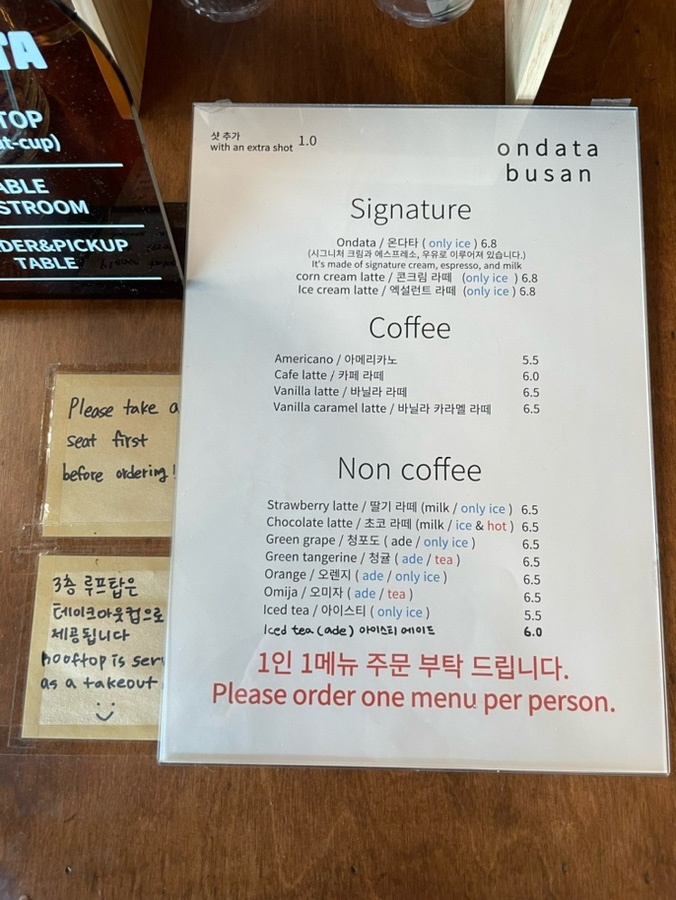 TOP
ABLE
TABLE
샷 추가
with an extra shot 1.0
ondata
busan
Signature
Ondata / 온다타 ( only ice ) 6.8
(시그니처 크림과 에스프레소, 우유로 이루어져 있습니다.)
It's made of signature cream, espresso, and milk
corn cream latte / 콘크림 라떼 (only ice ) 6.8
Ice cream latte / 엑설런트 라떼 (only ice ) 6.8
Coffee
Americano / 아메리카노 5.5
Cafe latte / 카페 라떼 6.0
Vanilla latte / 바닐라 라떼 6.5
Vanilla caramel latte / 바닐라 카라멜 라떼 6.5
Non coffee
Strawberry latte / 딸기 라떼 (milk / only ice ) 6.5
Chocolate latte / 초코 라떼 (milk / ice & hot ) 6.5
Green grape / 청포도 ( ade / only ice ) 6.5
Green tangerine / 청귤 ( ade / tea ) 6.5
Orange / 오렌지 ( ade / only ice ) 6.5
Omija / 오미자 ( ade / tea ) 6.5
Iced tea / 아이스티 ( only ice ) 5.5
Iced tea (ade) 아이스티 에이드 6.0
1인 1메뉴 주문 부탁 드립니다.
Please order one menu per person.
Please take a
seat first
before ordering!
3층 루프탑은
테이크아웃컵으로
제공됩니다
Rooftop is
as a takeout